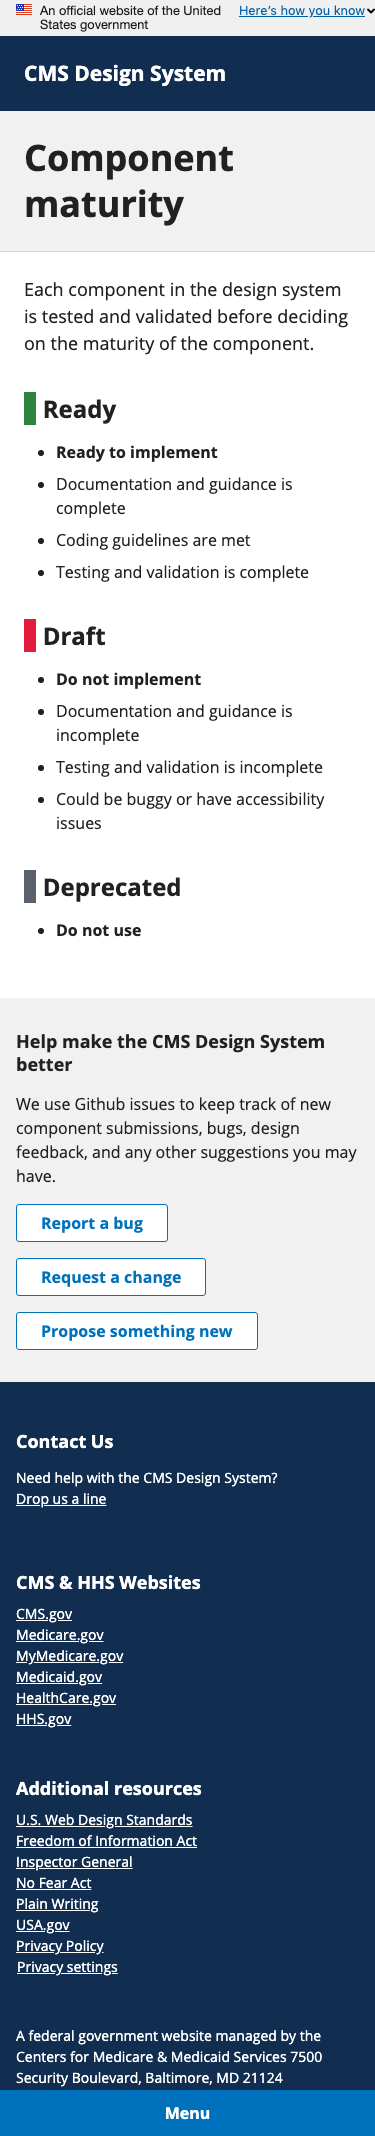 An official website of the United Here's how you know
States government
CMS Design System
Component
maturity
Each component in the design system
is tested and validated before deciding
on the maturity of the component.
Ready
Ready to implement
Documentation and guidance is
complete
Coding guidelines are met
Testing and validation is complete
Draft
Do not implement
Documentation and guidance is
incomplete
Testing and validation is incomplete
Could be buggy or have accessibility
issues
Deprecated
Do not use
Help make the CMS Design System
better
We use Github issues to keep track of new
component submissions, bugs, design
feedback, and any other suggestions you may
have.
Report a bug
Request a change
Propose something new
Contact Us
Need help with the CMS Design System?
Drop us a line
CMS & HHS Websites
CMS.gov
Medicare.gov
MyMedicare.gov
Medicaid.gov
HealthCare.gov
HHS.gov
Additional resources
U.S. Web Design Standards
Freedom of Information Act
Inspector General
No Fear Act
Plain Writing
USA.gov
Privacy Policy
Privacy settings
A federal government website managed by the
Centers for Medicare & Medicaid Services 7500
Security Boulevard, Baltimore, MD 21124
Menu